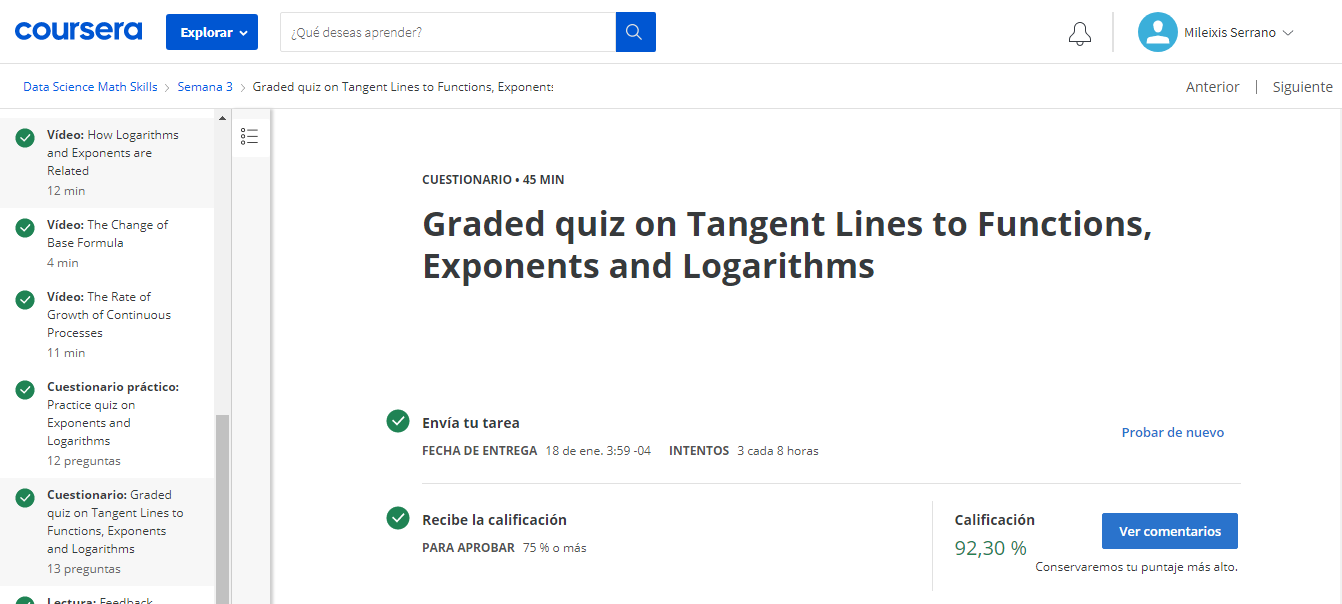 coursera
Explorar
¿Qué deseas aprender?
Mileixis Serrano
Data Science Math Skills > Semana 3 > Graded quiz on Tangent Lines to Functions, Exponents
Anterior | Siguiente
Vídeo: How Logarithms
and Exponents are
Related
12 min
Vídeo: The Change of
Base Formula
4 min
Vídeo: The Rate of
Growth of Continuous
Processes
11 min
Cuestionario práctico:
Practice quiz on
Exponents and
Logarithms
12 preguntas
Cuestionario: Graded
quiz on Tangent Lines to
Functions, Exponents
and Logarithms
13 preguntas
Lectura: Feedback
CUESTIONARIO • 45 MIN
Graded quiz on Tangent Lines to Functions,
Exponents and Logarithms
Envía tu tarea
FECHA DE ENTREGA 18 de ene. 3:59 -04 INTENTOS 3 cada 8 horas
Probar de nuevo
Recibe la calificación
PARA APROBAR 75 % o más
Calificación
92,30 %
Ver comentarios
Conservaremos tu puntaje más alto.